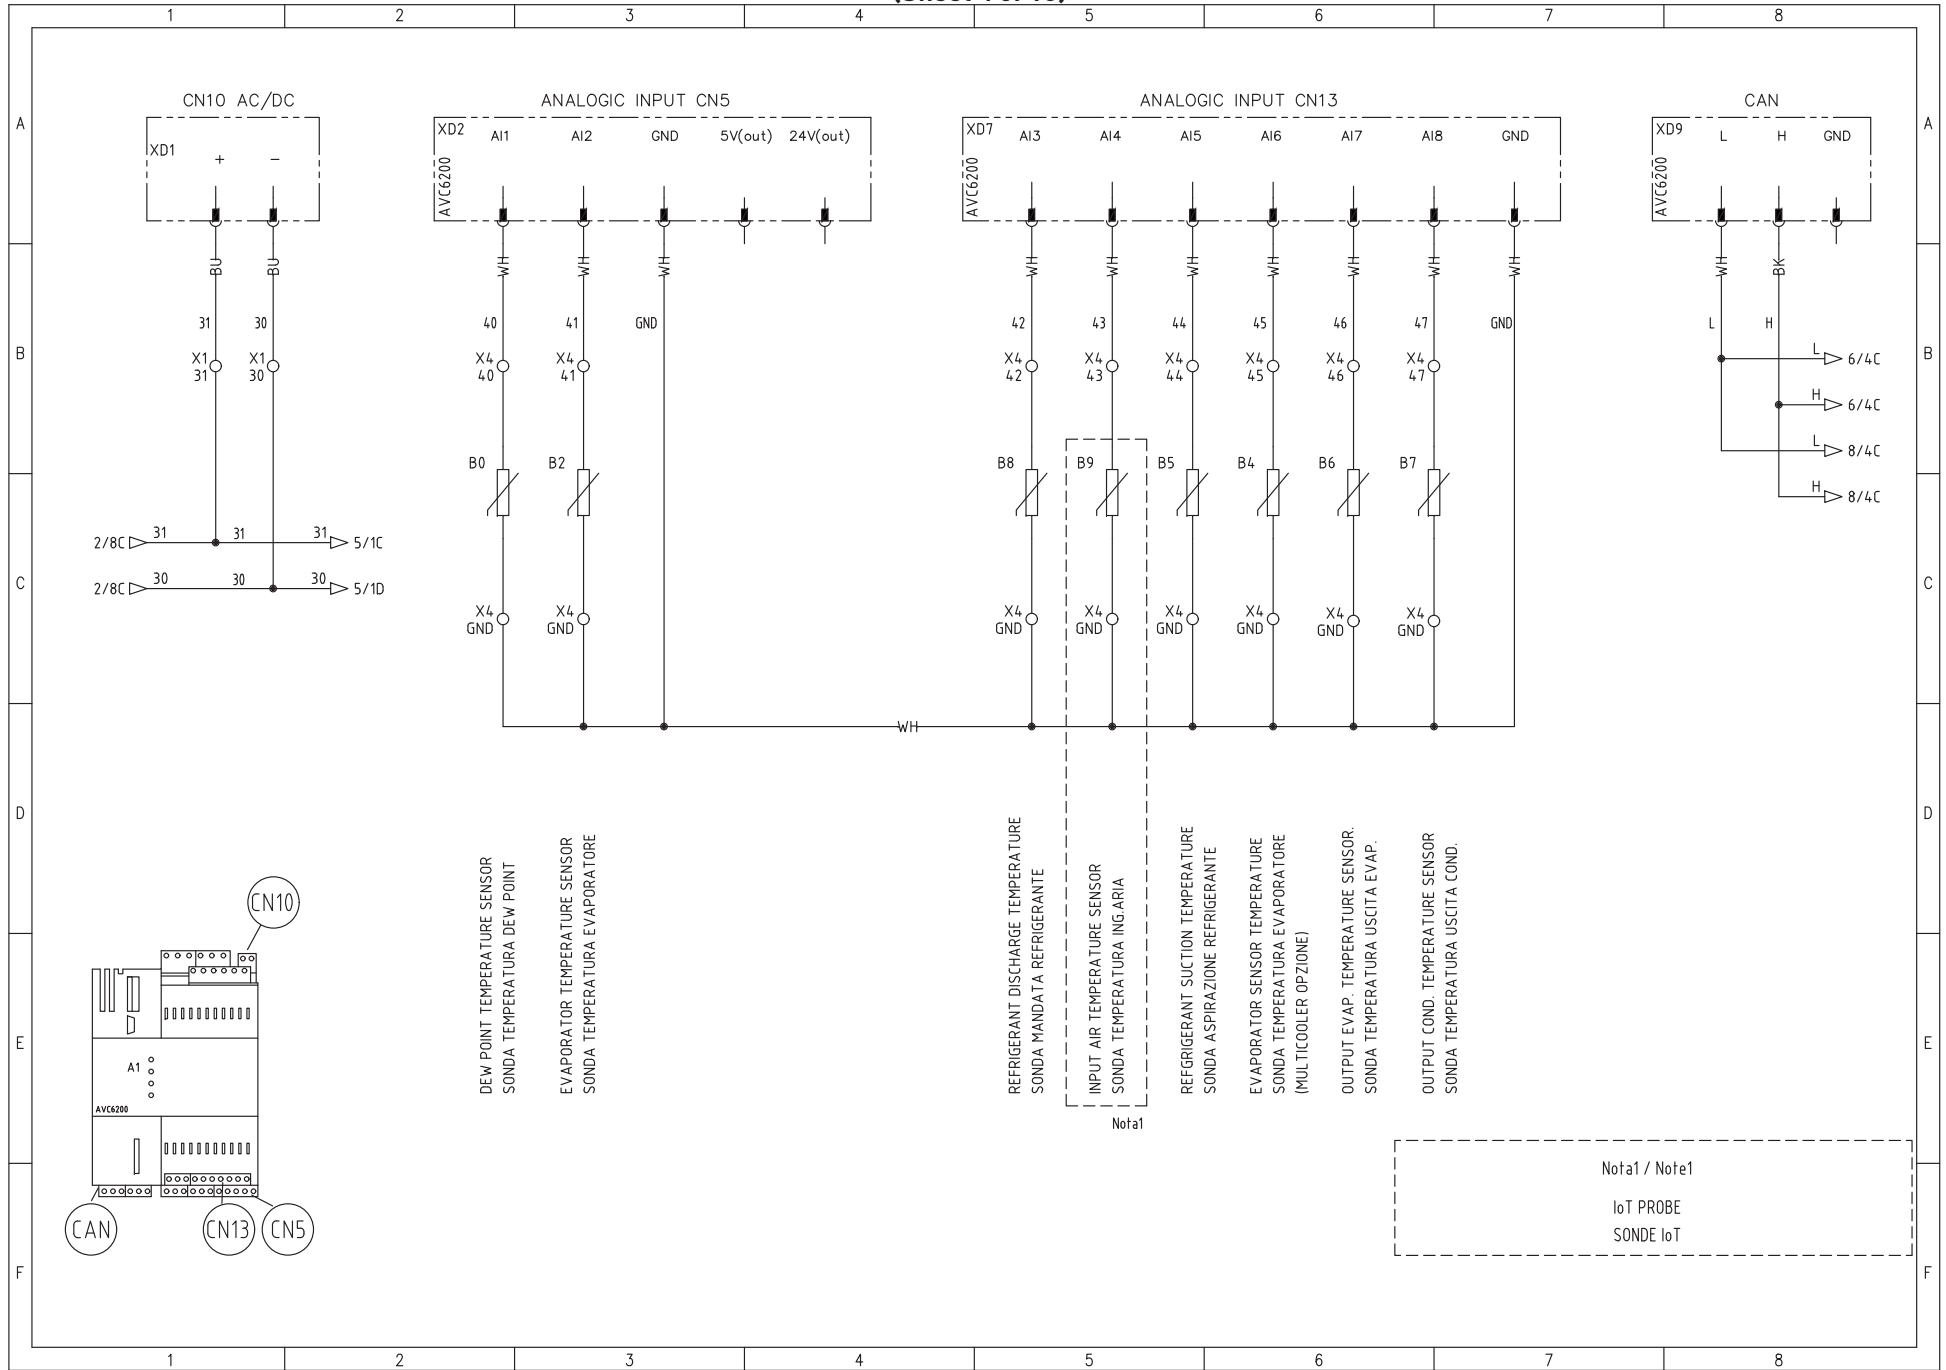 1 2 3 4 5 6 7 8
CN10 AC/DC ANALOGIC INPUT CN5 ANALOGIC INPUT CN13 CAN
A A
XD1 + −
XD2 AI1 AI2 GND 5V(out) 24V(out)
AVC6200
XD7 AI3 AI4 AI5 AI6 AI7 AI8 GND
AVC6200
XD9 L H GND
AVC6200
BU BU WH WH WH WH WH WH WH WH WH WH WH BK
31 30 40 41 GND 42 43 44 45 46 47 GND L H
B B
X1 X1 X4 X4 X4 X4 X4 X4 X4 X4
31 30 40 41 42 43 44 45 46 47
L 6/4C
H 6/4C
L 8/4C
H 8/4C
B0 B2 B8 B9 B5 B4 B6 B7
2/8C 31 31 31 5/1C
2/8C 30 30 30 5/1D
C C
X4 X4 X4 X4 X4 X4 X4 X4
GND GND GND GND GND GND GND GND
WH
D D
DEW POINT TEMPERATURE SENSOR
SONDA TEMPERATURA DEW POINT
EVAPORATOR TEMPERATURE SENSOR
SONDA TEMPERATURA EVAPORATORE
REFRIGERANT DISCHARGE TEMPERATURE
SONDA MANDATA REFRIGERANTE
INPUT AIR TEMPERATURE SENSOR
SONDA TEMPERATURA ING.ARIA
REFGRIGERANT SUCTION TEMPERATURE
SONDA ASPIRAZIONE REFRIGERANTE
EVAPORATOR SENSOR TEMPERATURE
SONDA TEMPERATURA EVAPORATORE
(MULTICOOLER OPZIONE)
OUTPUT EVAP. TEMPERATURE SENSOR.
SONDA TEMPERATURA USCITA EVAP.
OUTPUT COND. TEMPERATURE SENSOR
SONDA TEMPERATURA USCITA COND.
Nota1
CN10
E E
A1
AVC6200
CAN CN13 CN5
Nota1 / Note1
IoT PROBE
SONDE IoT
F F
1 2 3 4 5 6 7 8